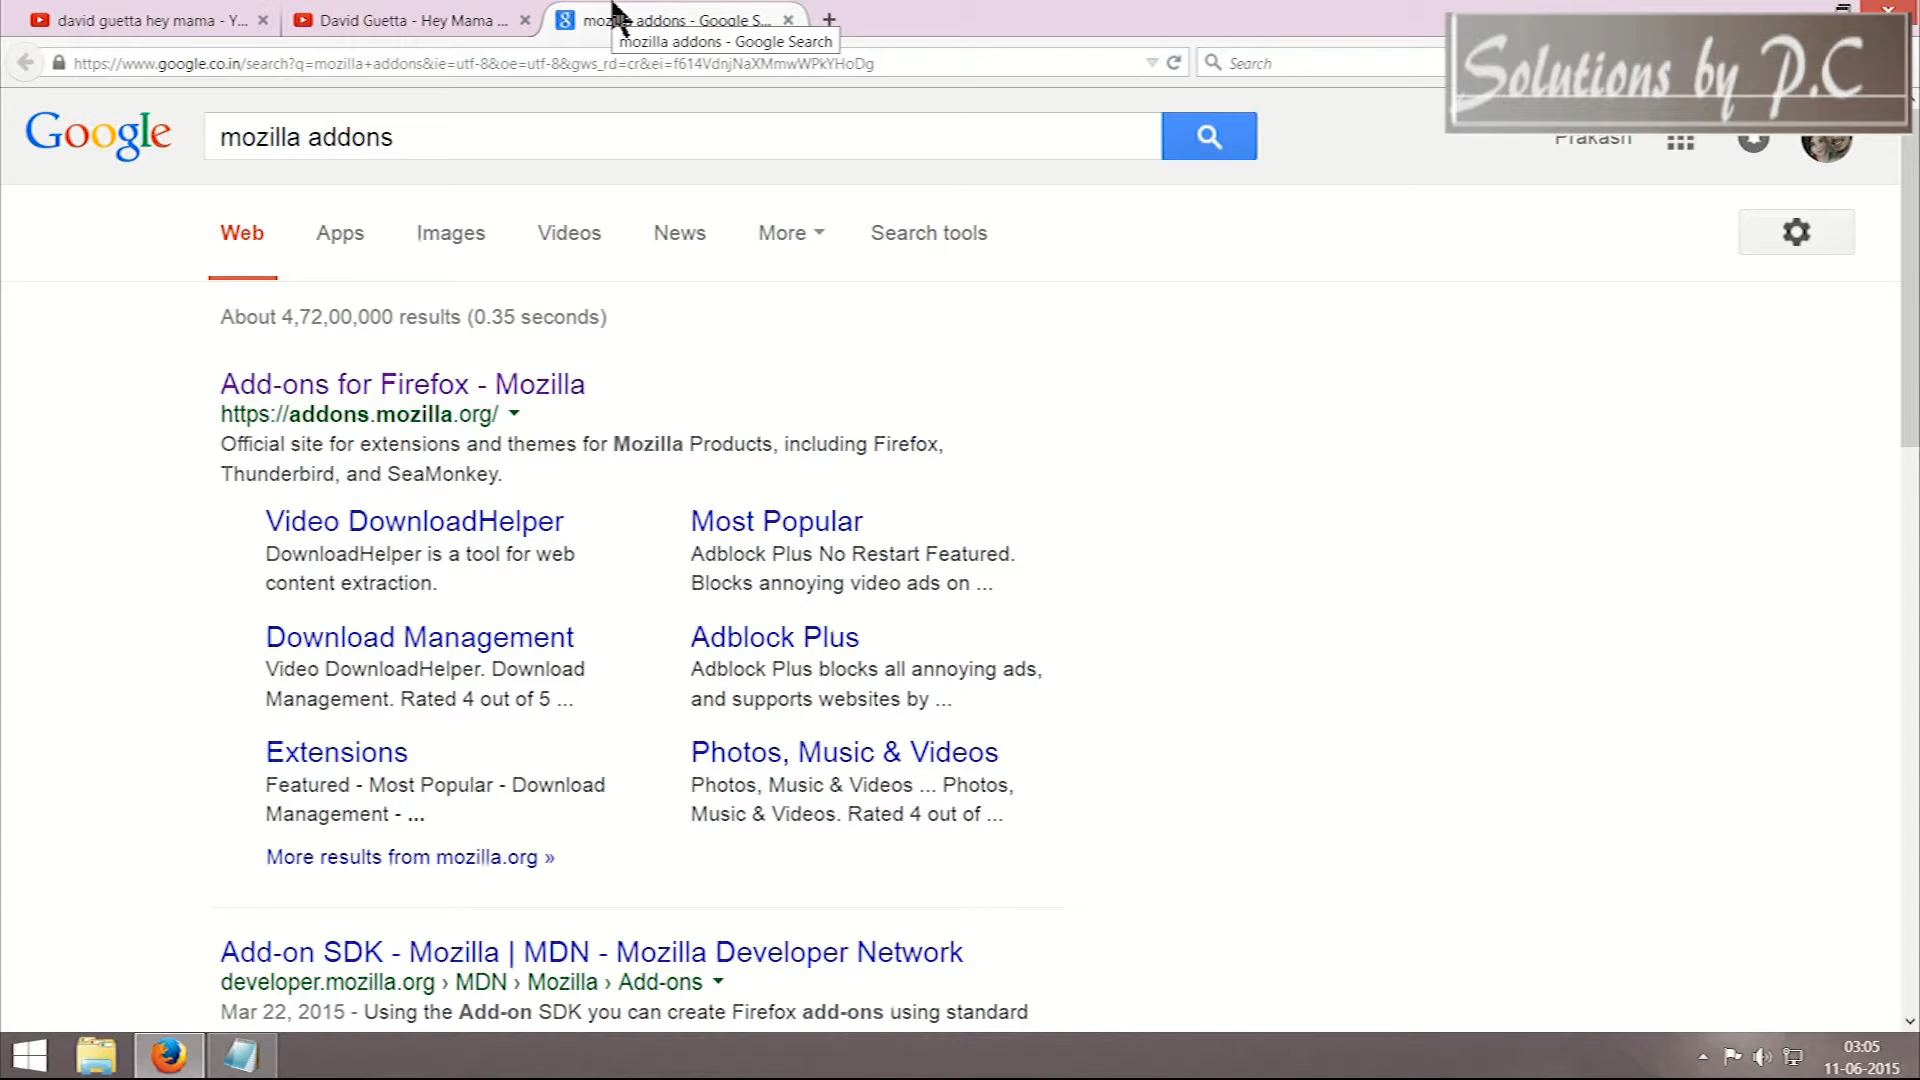 david guetta hey mama - Y...
David Guetta - Hey Mama ...
mozilla addons - Google S...
mozilla addons - Google Search
https://www.google.co.in/search?q=mozilla+addons&ie=utf-8&oe=utf-8&gws_rd=cr&ei=f614VdnjNaXMmwWPkYHoDg
Search
Solutions by P.C
Google
mozilla addons
Prakash
Web
Apps
Images
Videos
News
More
Search tools
About 4,72,00,000 results (0.35 seconds)
Add-ons for Firefox - Mozilla
https://addons.mozilla.org/
Official site for extensions and themes for Mozilla Products, including Firefox,
Thunderbird, and SeaMonkey.
Video DownloadHelper
DownloadHelper is a tool for web
content extraction.
Most Popular
Adblock Plus No Restart Featured.
Blocks annoying video ads on ...
Download Management
Video DownloadHelper. Download
Management. Rated 4 out of 5 ...
Adblock Plus
Adblock Plus blocks all annoying ads,
and supports websites by ...
Extensions
Featured - Most Popular - Download
Management - ...
Photos, Music & Videos
Photos, Music & Videos ... Photos,
Music & Videos. Rated 4 out of ...
More results from mozilla.org »
Add-on SDK - Mozilla | MDN - Mozilla Developer Network
developer.mozilla.org › MDN › Mozilla › Add-ons
Mar 22, 2015 - Using the Add-on SDK you can create Firefox add-ons using standard
03:05
11-06-2015